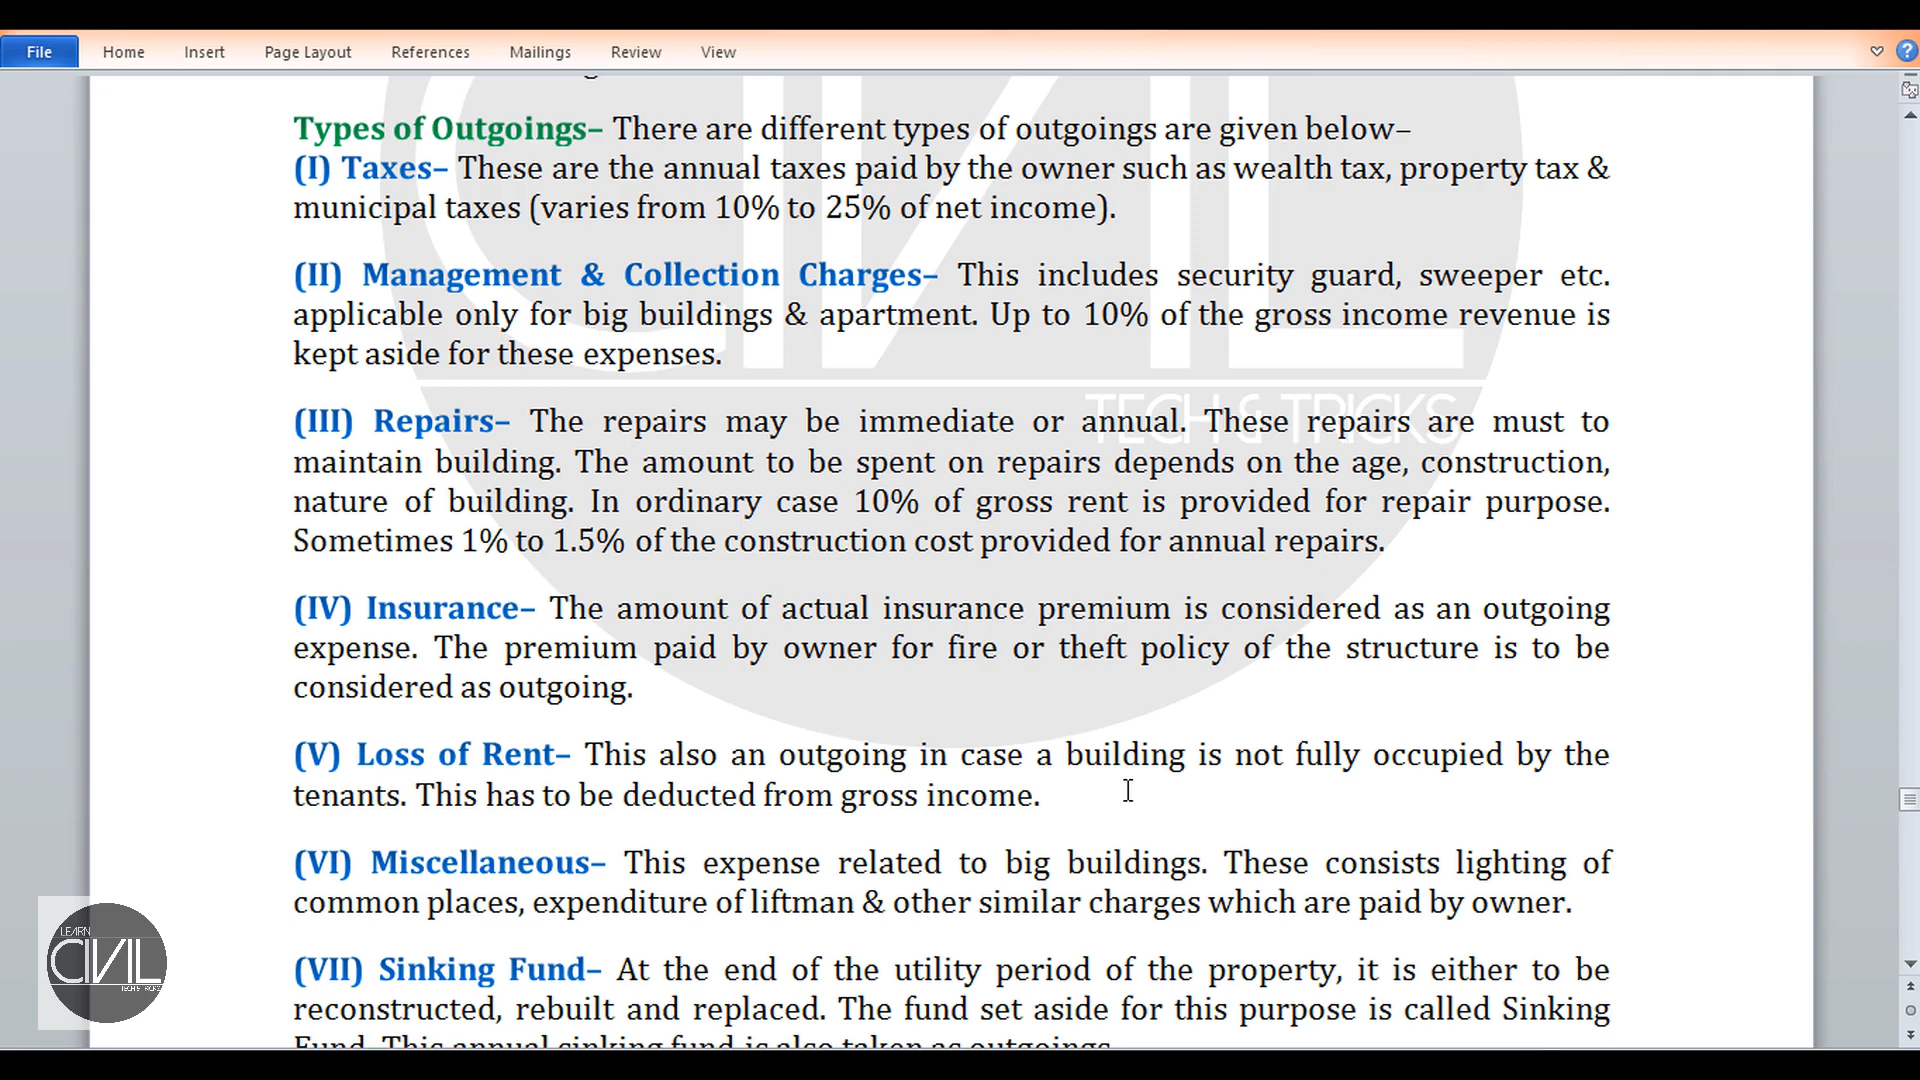 File Home Insert Page Layout References Mailings Review View
Types of Outgoings– There are different types of outgoings are given below–
(I) Taxes– These are the annual taxes paid by the owner such as wealth tax, property tax &
municipal taxes (varies from 10% to 25% of net income).
(II) Management & Collection Charges– This includes security guard, sweeper etc.
applicable only for big buildings & apartment. Up to 10% of the gross income revenue is
kept aside for these expenses.
CIVIL
TECH & TRICKS
(III) Repairs– The repairs may be immediate or annual. These repairs are must to
maintain building. The amount to be spent on repairs depends on the age, construction,
nature of building. In ordinary case 10% of gross rent is provided for repair purpose.
Sometimes 1% to 1.5% of the construction cost provided for annual repairs.
(IV) Insurance– The amount of actual insurance premium is considered as an outgoing
expense. The premium paid by owner for fire or theft policy of the structure is to be
considered as outgoing.
(V) Loss of Rent– This also an outgoing in case a building is not fully occupied by the
tenants. This has to be deducted from gross income.
(VI) Miscellaneous– This expense related to big buildings. These consists lighting of
common places, expenditure of liftman & other similar charges which are paid by owner.
(VII) Sinking Fund– At the end of the utility period of the property, it is either to be
reconstructed, rebuilt and replaced. The fund set aside for this purpose is called Sinking
Fund. This annual sinking fund is also taken as outgoings.
LEARN
CIVIL
TECH & TRICKS